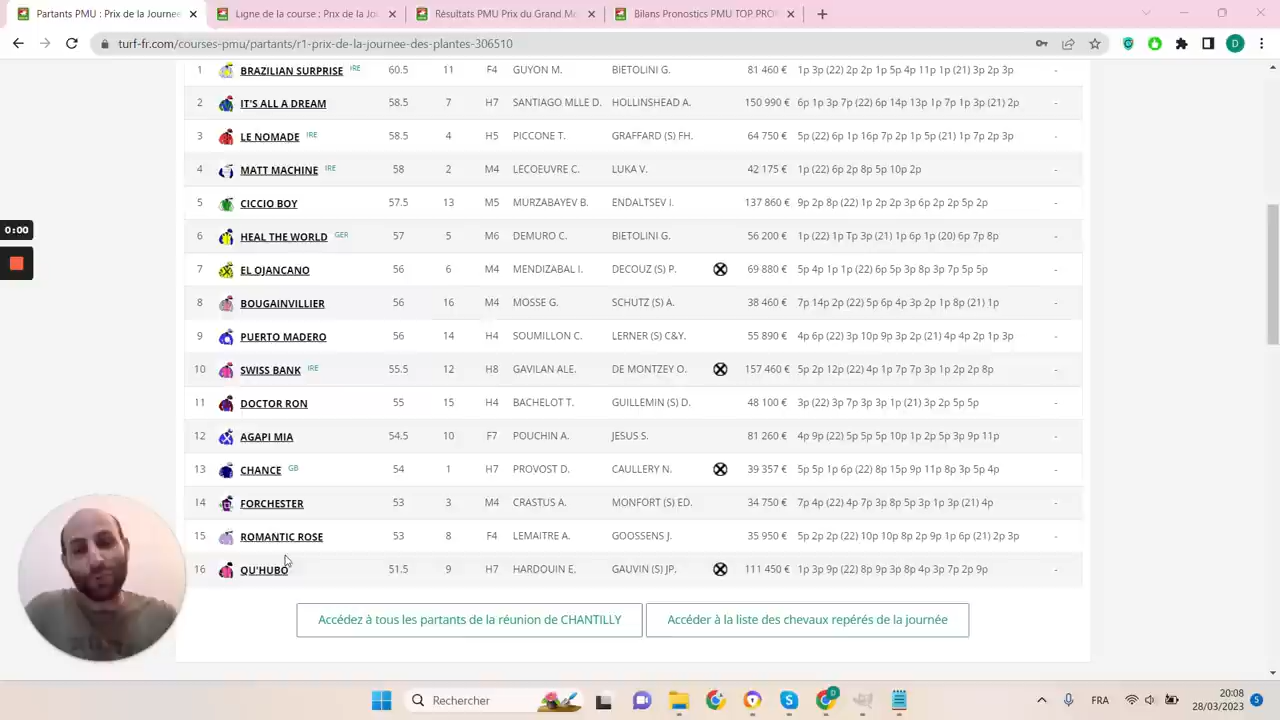 Partants PMU : Prix de la Journée
Ligne de la course : Prix de la Jo
Résultats PMU Prix du Grand Mo
Bilans Pronostics PMU TOP PRO
turf-fr.com/courses-pmu/partants/r1-prix-de-la-journee-des-plantes-306510
1 BRAZILIAN SURPRISE IRE 60.5 11 F4 GUYON M. BIETOLINI G. 81 460 € 1p 3p (22) 2p 2p 1p 5p 4p 11p 1p (21) 3p 2p 3p -
2 IT'S ALL A DREAM 58.5 7 H7 SANTIAGO MLLE D. HOLLINSHEAD A. 150 990 € 6p 1p 3p 7p (22) 6p 14p 13p 1p 7p 1p 3p (21) 2p -
3 LE NOMADE IRE 58.5 4 H5 PICCONE T. GRAFFARD (S) FH. 64 750 € 5p (22) 6p 1p 16p 7p 2p 1p 5p (21) 1p 7p 2p 3p -
4 MATT MACHINE IRE 58 2 M4 LECOEUVRE C. LUKA V. 42 175 € 1p (22) 6p 2p 8p 5p 10p 2p -
5 CICCIO BOY 57.5 13 M5 MURZABAYEV B. ENDALTSEV I. 137 860 € 9p 2p 8p (22) 1p 2p 2p 3p 6p 2p 2p 5p 2p -
6 HEAL THE WORLD GER 57 5 M6 DEMURO C. BIETOLINI G. 56 200 € 1p (22) 1p Tp 3p (21) 1p 6p 1p (20) 6p 7p 8p -
7 EL OJANCANO 56 6 M4 MENDIZABAL I. DECOUZ (S) P. 69 880 € 5p 4p 1p 1p (22) 6p 5p 3p 8p 3p 7p 5p 5p -
8 BOUGAINVILLIER 56 16 M4 MOSSE G. SCHUTZ (S) A. 38 460 € 7p 14p 2p (22) 5p 6p 4p 3p 2p 1p 8p (21) 1p -
9 PUERTO MADERO 56 14 H4 SOUMILLON C. LERNER (S) C&Y. 55 890 € 4p 6p (22) 3p 10p 9p 3p 2p (21) 4p 4p 2p 1p 3p -
10 SWISS BANK IRE 55.5 12 H8 GAVILAN ALE. DE MONTZEY O. 157 460 € 5p 2p 12p (22) 4p 1p 7p 7p 3p 1p 2p 2p 8p -
11 DOCTOR RON 55 15 H4 BACHELOT T. GUILLEMIN (S) D. 48 100 € 3p (22) 3p 7p 3p 3p 1p (21) 3p 2p 5p 5p -
12 AGAPI MIA 54.5 10 F7 POUCHIN A. JESUS S. 81 260 € 4p 9p (22) 5p 5p 5p 10p 1p 2p 5p 3p 9p 11p -
13 CHANCE GB 54 1 H7 PROVOST D. CAULLERY N. 39 357 € 5p 5p 1p 6p (22) 8p 15p 9p 11p 8p 3p 5p 4p -
14 FORCHESTER 53 3 M4 CRASTUS A. MONFORT (S) ED. 34 750 € 7p 4p (22) 4p 7p 3p 8p 5p 3p 1p 3p (21) 4p -
15 ROMANTIC ROSE 53 8 F4 LEMAITRE A. GOOSSENS J. 35 950 € 5p 2p 2p (22) 10p 10p 8p 2p 9p 1p 6p (21) 2p 3p -
16 QU'HUBO 51.5 9 H7 HARDOUIN E. GAUVIN (S) JP. 111 450 € 1p 3p 9p (22) 8p 9p 3p 8p 4p 3p 7p 2p 9p -
0:00
Accédez à tous les partants de la réunion de CHANTILLY
Accéder à la liste des chevaux repérés de la journée
Rechercher
FRA
20:08
28/03/2023
5